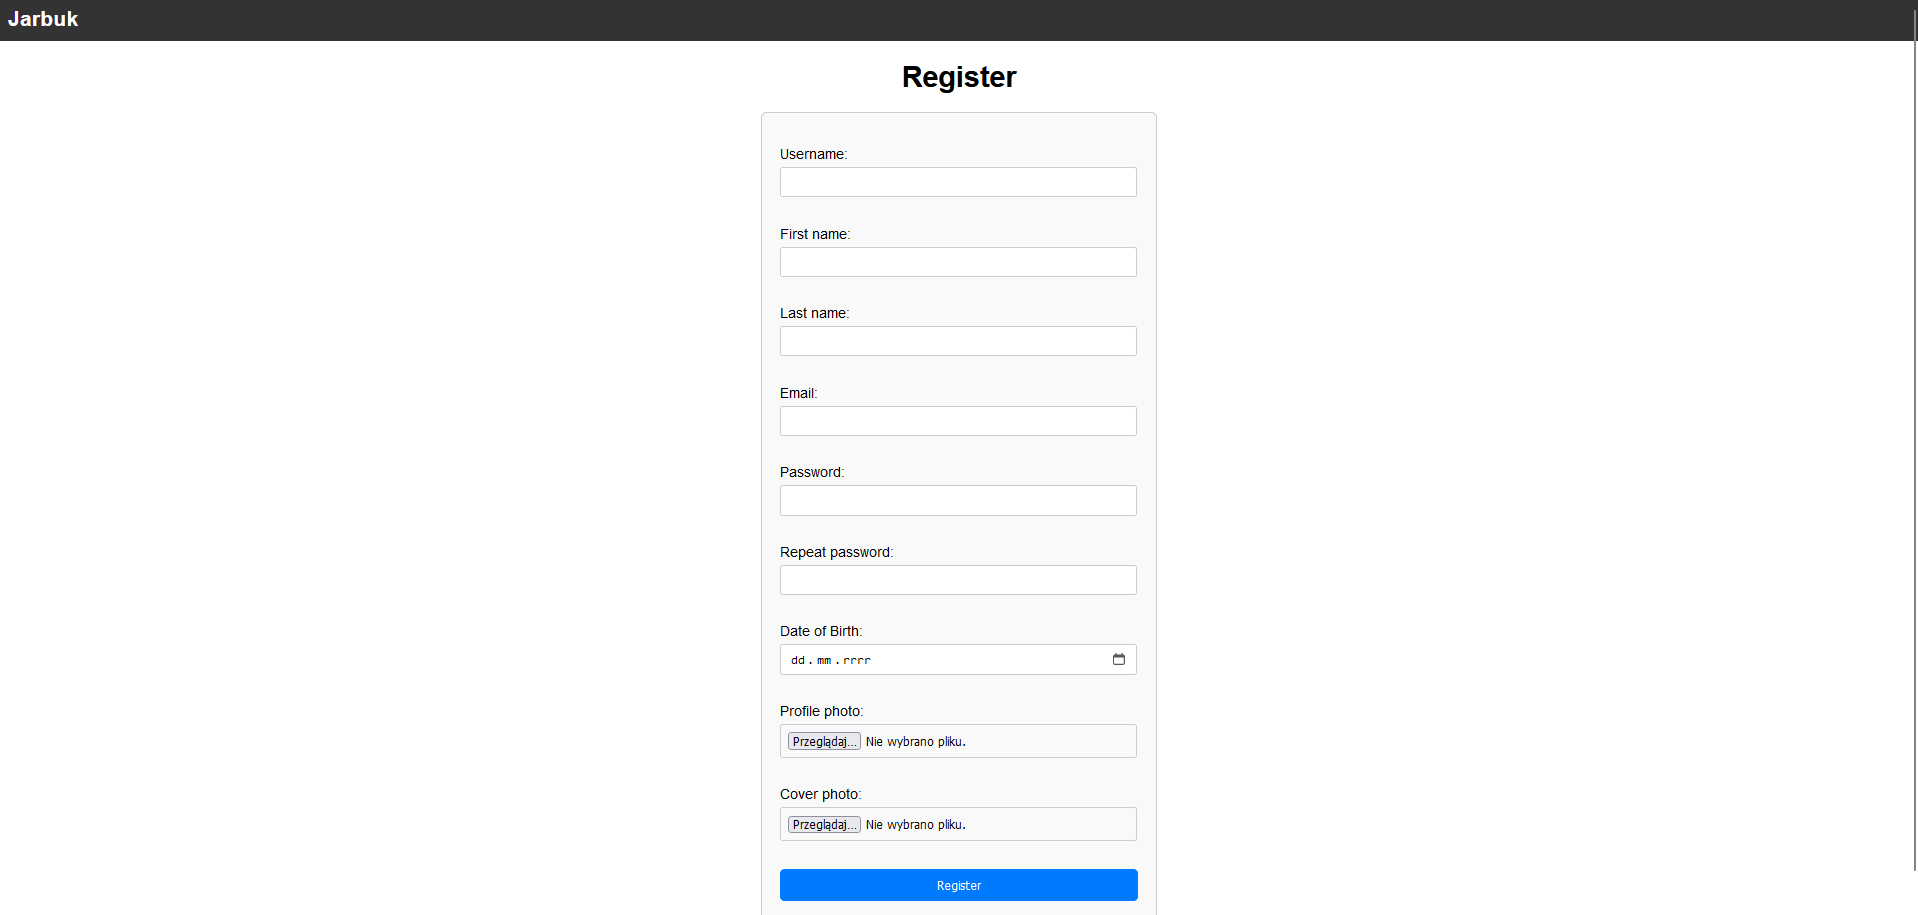 Jarbuk
Register
Username:
First name:
Last name:
Email:
Password:
Repeat password:
Date of Birth:
dd.mm.rrrr
Profile photo:
Przeglądaj... Nie wybrano pliku.
Cover photo:
Przeglądaj... Nie wybrano pliku.
Register